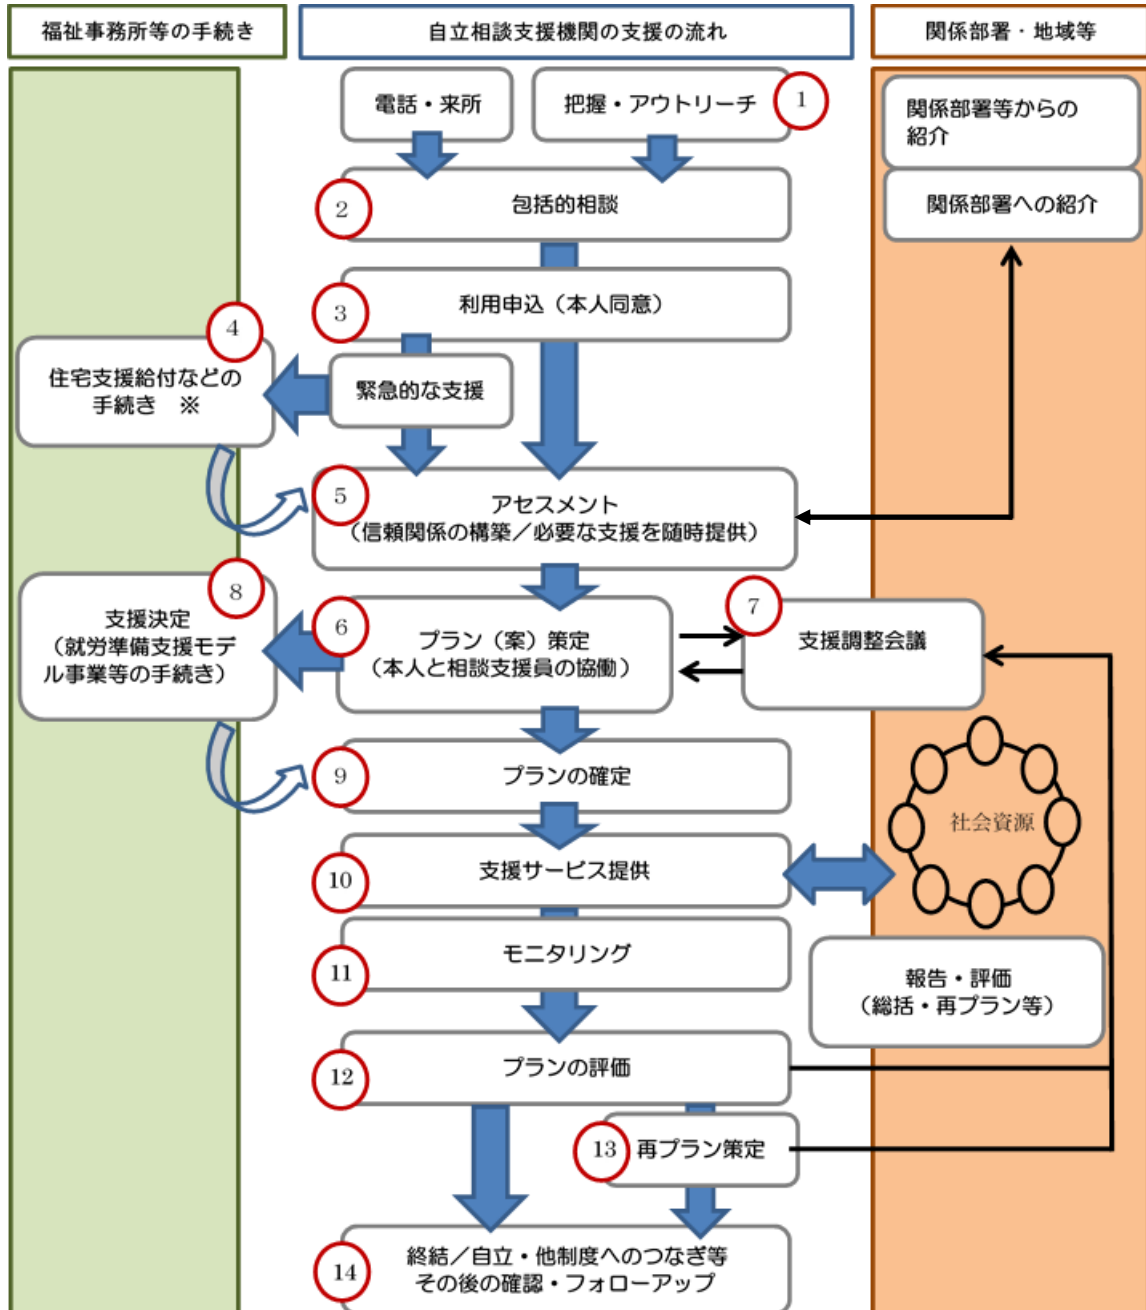 福祉事務所等の手続き
自立相談支援機関の支援の流れ
関係部署・地域等
電話・来所
把握・アウトリーチ
1
関係部署等からの
紹介
2
包括的相談
関係部署への紹介
3
利用申込（本人同意）
4
住宅支援給付などの
手続き　※
緊急的な支援
5
アセスメント
（信頼関係の構築／必要な支援を随時提供）
8
支援決定
（就労準備支援モデ
ル事業等の手続き）
6
プラン（案）策定
（本人と相談支援員の協働）
7
支援調整会議
9
プランの確定
社会資源
10
支援サービス提供
11
モニタリング
報告・評価
（総括・再プラン等）
12
プランの評価
13
再プラン策定
14
終結／自立・他制度へのつなぎ等
その後の確認・フォローアップ